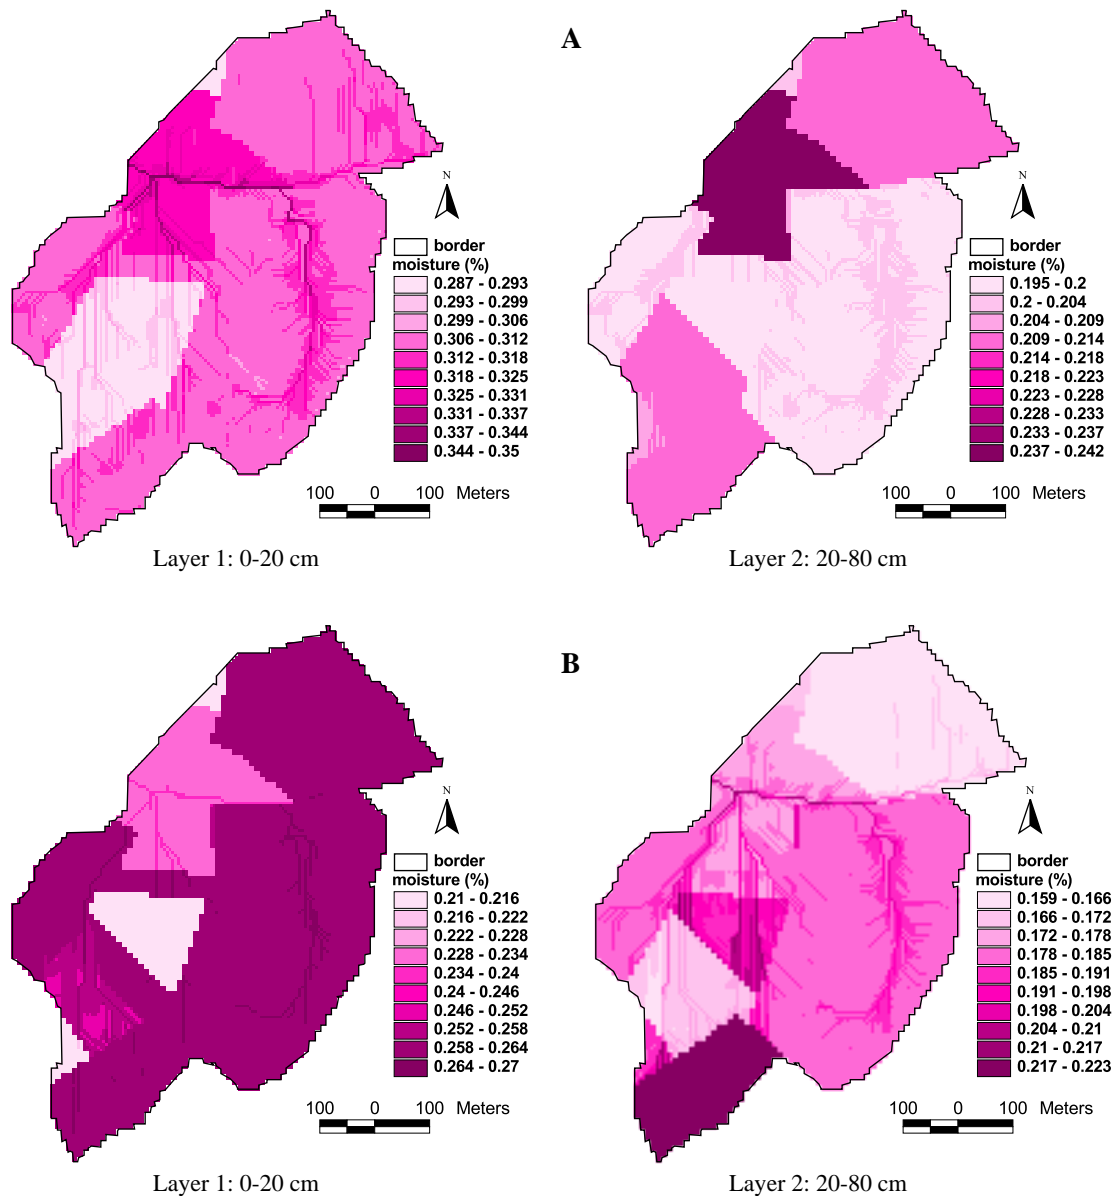 A
N
border
moisture (%)
0.287 - 0.293
0.293 - 0.299
0.299 - 0.306
0.306 - 0.312
0.312 - 0.318
0.318 - 0.325
0.325 - 0.331
0.331 - 0.337
0.337 - 0.344
0.344 - 0.35
100 0 100 Meters
Layer 1: 0-20 cm
N
border
moisture (%)
0.195 - 0.2
0.2 - 0.204
0.204 - 0.209
0.209 - 0.214
0.214 - 0.218
0.218 - 0.223
0.223 - 0.228
0.228 - 0.233
0.233 - 0.237
0.237 - 0.242
100 0 100 Meters
Layer 2: 20-80 cm
B
N
border
moisture (%)
0.21 - 0.216
0.216 - 0.222
0.222 - 0.228
0.228 - 0.234
0.234 - 0.24
0.24 - 0.246
0.246 - 0.252
0.252 - 0.258
0.258 - 0.264
0.264 - 0.27
100 0 100 Meters
Layer 1: 0-20 cm
N
border
moisture (%)
0.159 - 0.166
0.166 - 0.172
0.172 - 0.178
0.178 - 0.185
0.185 - 0.191
0.191 - 0.198
0.198 - 0.204
0.204 - 0.21
0.21 - 0.217
0.217 - 0.223
100 0 100 Meters
Layer 2: 20-80 cm